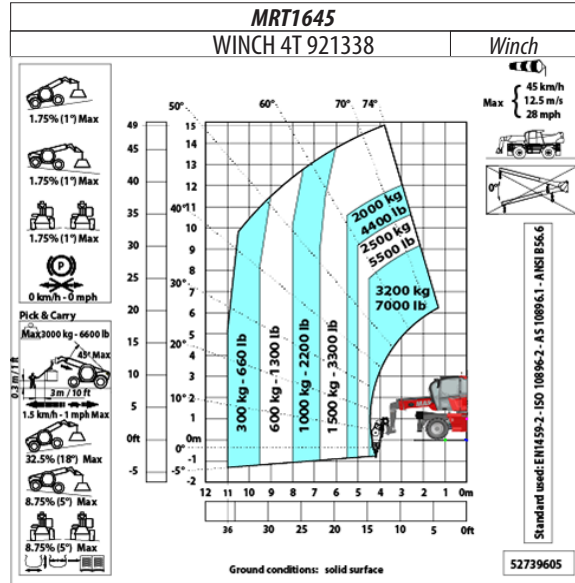 MRT1645
WINCH 4T 921338
Winch
1.75% (1°) Max
1.75% (1°) Max
1.75% (1°) Max
P
0 km/h - 0 mph
Pick & Carry
Max3000 kg - 6600 lb
45° Max
0.3 m / 1 ft
3 m / 10 ft
1.5 km/h - 1 mph Max
32.5% (18°) Max
8.75% (5°) Max
8.75% (5°) Max
49
45
40
35
30
25
20
15
10
5
0ft
-5
15
14
13
12
11
10
9
8
7
6
5
4
3
2
1
0m
-1
-2
50°
60°
70°
74°
40°
30°
20°
10°
0°
-5°
2000 kg
4400 lb
2500 kg
5500 lb
3200 kg
7000 lb
300 kg - 660 lb
600 kg - 1300 lb
1000 kg - 2200 lb
1500 kg - 3300 lb
12 11 10 9 8 7 6 5 4 3 2 1 0m
36 30 25 20 15 10 5 0ft
Ground conditions: solid surface
Max
45 km/h
12.5 m/s
28 mph
0°
Standard used: EN1459-2 - ISO 10896-2 - AS 10896.1 - ANSI B56.6
52739605